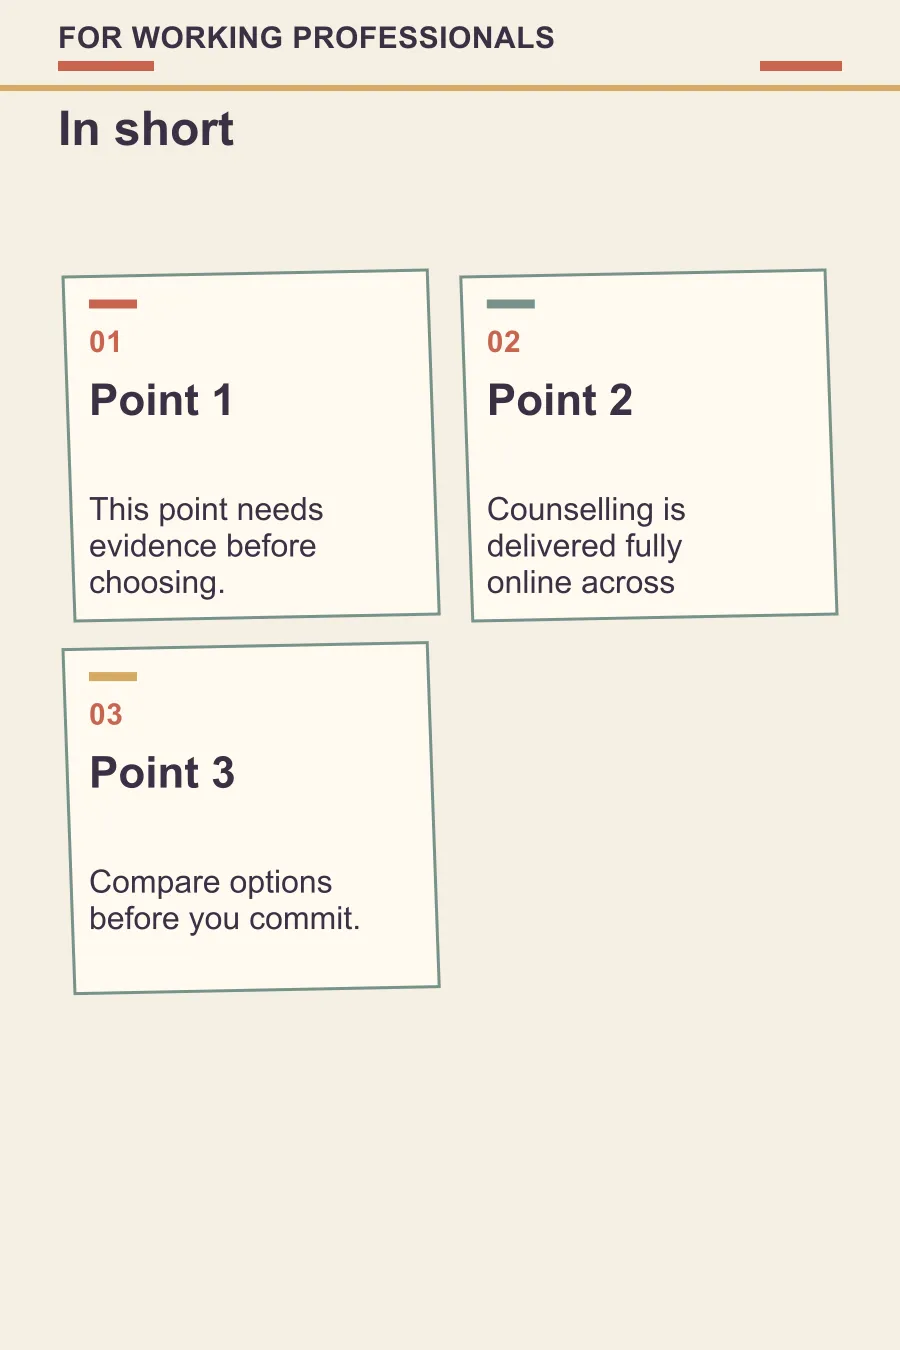 FOR WORKING PROFESSIONALS
In short
01
Point 1
This point needs
evidence before
choosing.
02
Point 2
Counselling is
delivered fully
online across
03
Point 3
Compare options
before you commit.